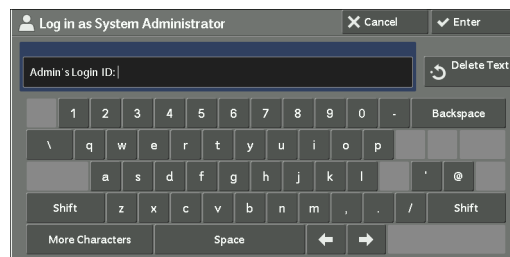 Log in as System Administrator Cancel Enter
Admin's Login ID: Delete Text
1 2 3 4 5 6 7 8 9 0 - Backspace
\ q w e r t y u i o p
a s d f g h j k l ' @
Shift z x c v b n m , . / Shift
More Characters Space